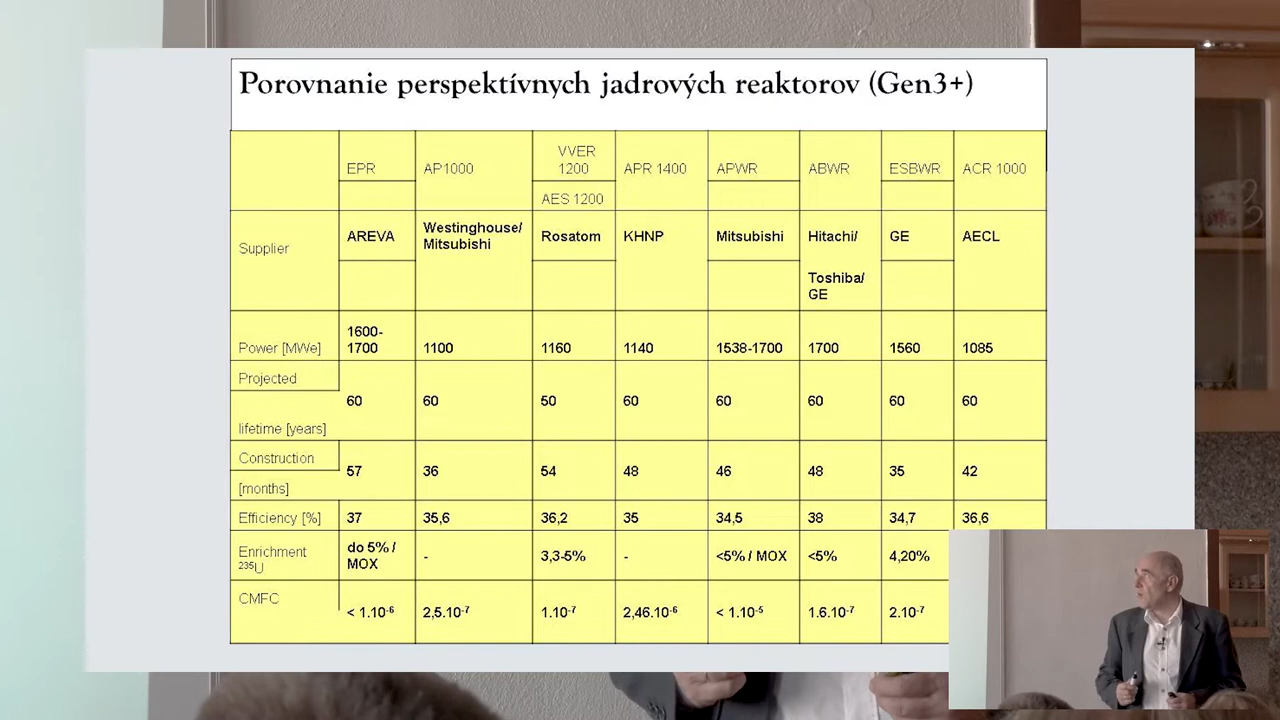 Porovnanie perspektívnych jadrových reaktorov (Gen3+)
EPR AP1000 VVER 1200 APR 1400 APWR ABWR ESBWR ACR 1000
AES 1200
Supplier AREVA Westinghouse/ Mitsubishi Rosatom KHNP Mitsubishi Hitachi/ GE AECL
Toshiba/ GE
Power [MWe] 1600-1700 1100 1160 1140 1538-1700 1700 1560 1085
Projected
lifetime [years] 60 60 50 60 60 60 60 60
Construction
[months] 57 36 54 48 46 48 35 42
Efficiency [%] 37 35,6 36,2 35 34,5 38 34,7 36,6
Enrichment ²³⁵U do 5% / MOX - 3,3-5% - <5% / MOX <5% 4,20%
CMFC < 1.10⁻⁶ 2,5.10⁻⁷ 1.10⁻⁷ 2,46.10⁻⁶ < 1.10⁻⁵ 1.6.10⁻⁷ 2.10⁻⁷